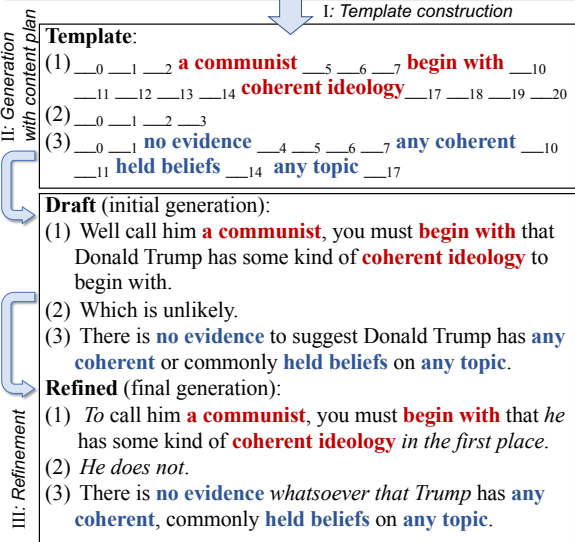 I: Template construction
II: Generation
with content plan
Template:
(1) __0 __1 __2 a communist __5 __6 __7 begin with __10
__11 __12 __13 __14 coherent ideology__17 __18 __19 __20
(2) __0 __1 __2 __3
(3) __0 __1 no evidence __4 __5 __6 __7 any coherent __10
__11 held beliefs __14 any topic __17
Draft (initial generation):
(1) Well call him a communist, you must begin with that
Donald Trump has some kind of coherent ideology to
begin with.
(2) Which is unlikely.
(3) There is no evidence to suggest Donald Trump has any
coherent or commonly held beliefs on any topic.
III: Refinement
Refined (final generation):
(1) To call him a communist, you must begin with that he
has some kind of coherent ideology in the first place.
(2) He does not.
(3) There is no evidence whatsoever that Trump has any
coherent, commonly held beliefs on any topic.